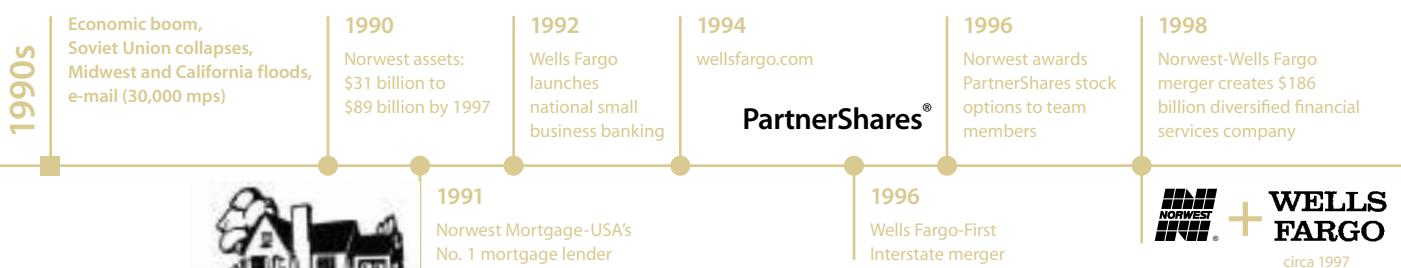 1990s
Economic boom,
Soviet Union collapses,
Midwest and California floods,
e-mail (30,000 mps)
1990
Norwest assets:
$31 billion to
$89 billion by 1997
1992
Wells Fargo
launches
national small
business banking
1994
wellsfargo.com
PartnerShares®
1996
Norwest awards
PartnerShares stock
options to team
members
1998
Norwest-Wells Fargo
merger creates $186
billion diversified financial
services company
1991
Norwest Mortgage-USA's
No. 1 mortgage lender
1996
Wells Fargo-First
Interstate merger
N
NORWEST
®
+
WELLS
FARGO
circa 1997